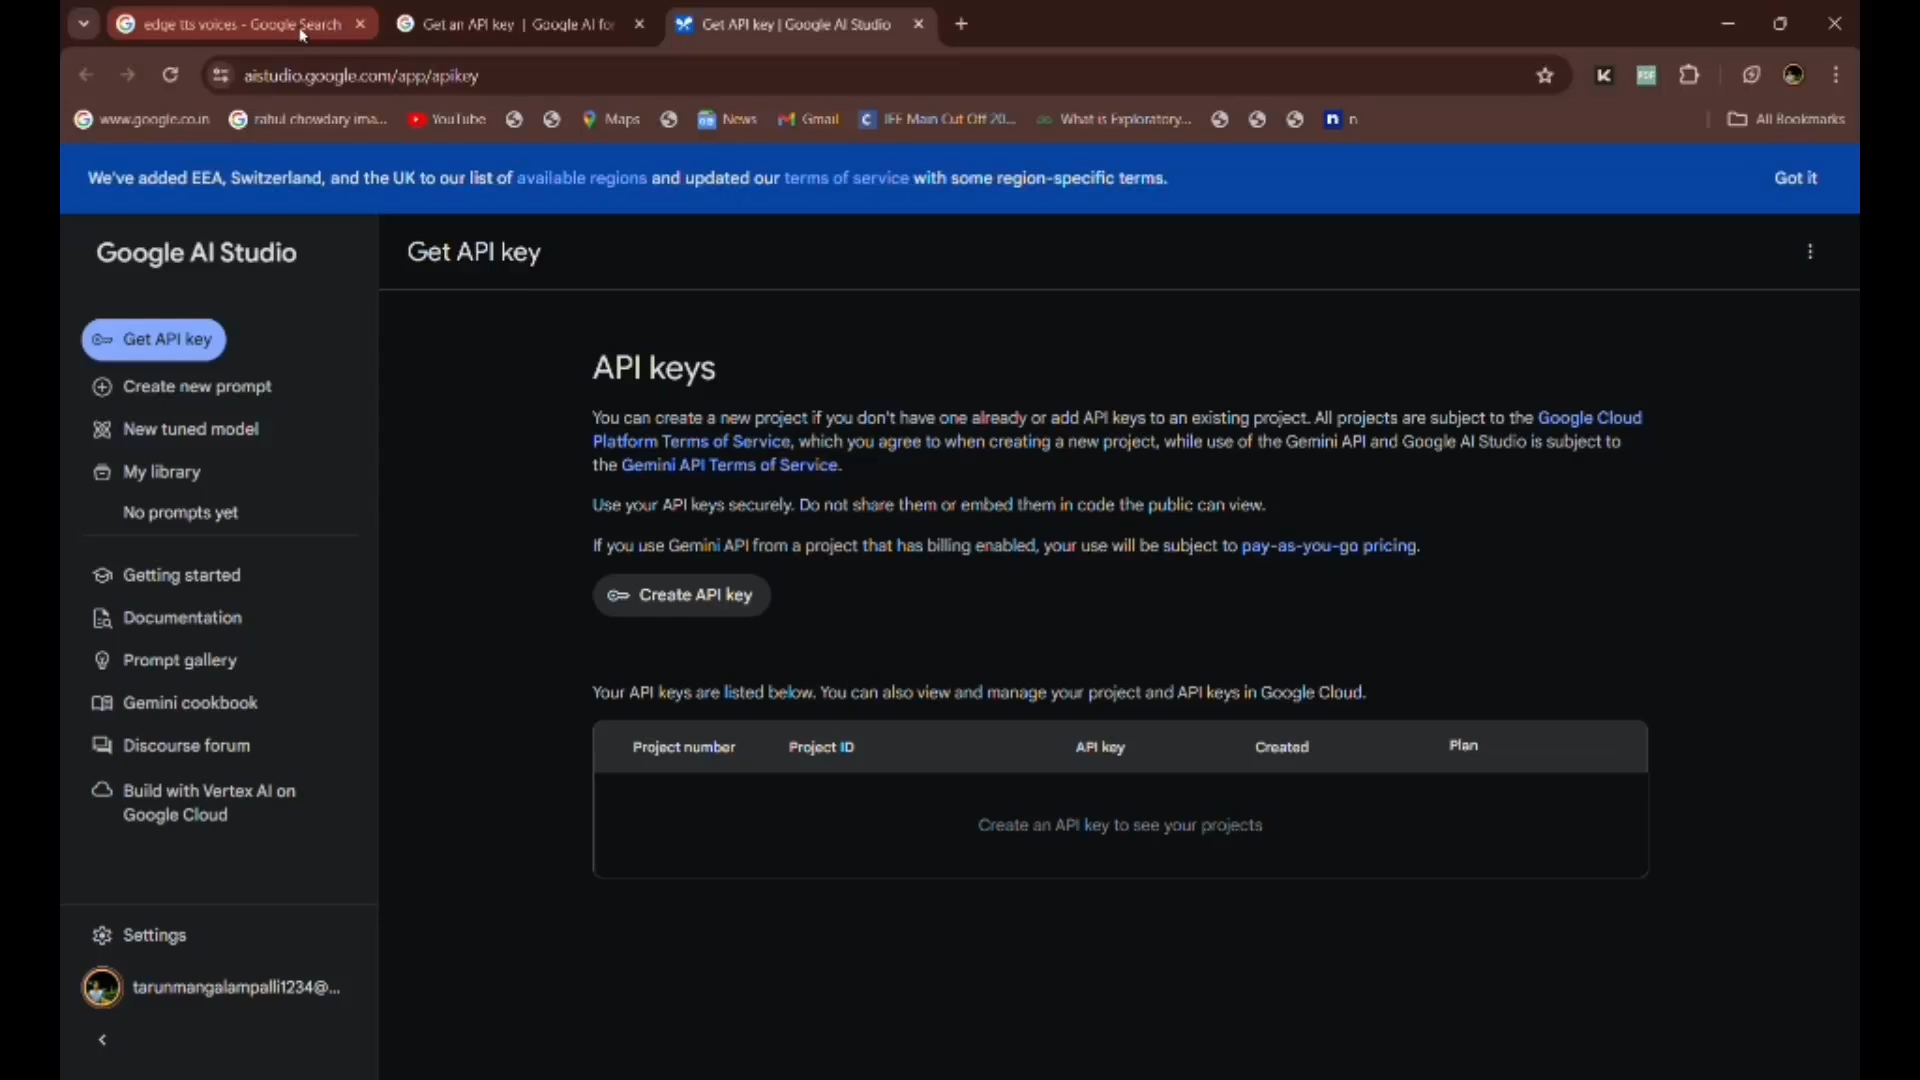 edge tts voices - Google Search
Get an API key | Google AI for
Get API key | Google AI Studio
aistudio.google.com/app/apikey
www.google.co.in
rahul chowdary ima...
YouTube
Maps
News
Gmail
JEE Main Cut Off 20...
What is Exploratory...
n
n
All Bookmarks
We've added EEA, Switzerland, and the UK to our list of available regions and updated our terms of service with some region-specific terms.
Got it
Google AI Studio
Get API key
Get API key
Create new prompt
New tuned model
My library
No prompts yet
Getting started
Documentation
Prompt gallery
Gemini cookbook
Discourse forum
Build with Vertex AI on
Google Cloud
Settings
tarunmangalampalli1234@...
API keys
You can create a new project if you don't have one already or add API keys to an existing project. All projects are subject to the Google Cloud
Platform Terms of Service, which you agree to when creating a new project, while use of the Gemini API and Google AI Studio is subject to
the Gemini API Terms of Service.
Use your API keys securely. Do not share them or embed them in code the public can view.
If you use Gemini API from a project that has billing enabled, your use will be subject to pay-as-you-go pricing.
Create API key
Your API keys are listed below. You can also view and manage your project and API keys in Google Cloud.
Project number
Project ID
API key
Created
Plan
Create an API key to see your projects